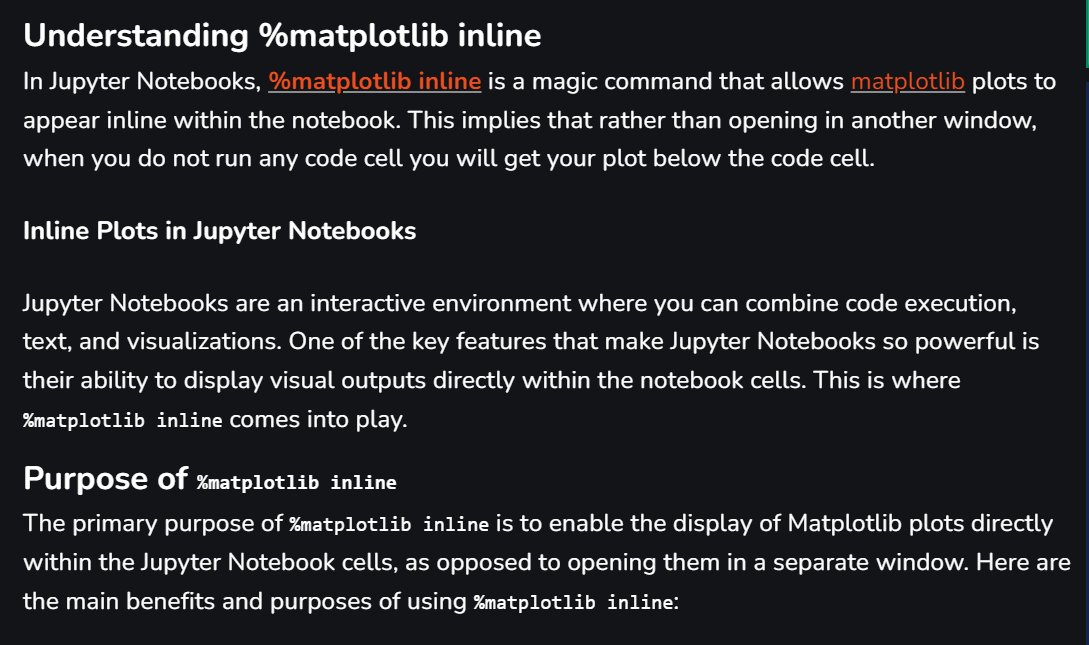 Understanding %matplotlib inline
In Jupyter Notebooks, %matplotlib inline is a magic command that allows matplotlib plots to
appear inline within the notebook. This implies that rather than opening in another window,
when you do not run any code cell you will get your plot below the code cell.
Inline Plots in Jupyter Notebooks
Jupyter Notebooks are an interactive environment where you can combine code execution,
text, and visualizations. One of the key features that make Jupyter Notebooks so powerful is
their ability to display visual outputs directly within the notebook cells. This is where
%matplotlib inline comes into play.
Purpose of %matplotlib inline
The primary purpose of %matplotlib inline is to enable the display of Matplotlib plots directly
within the Jupyter Notebook cells, as opposed to opening them in a separate window. Here are
the main benefits and purposes of using %matplotlib inline: